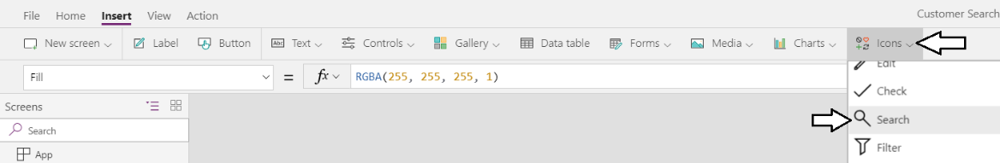 File Home Insert View Action Customer Search
New screen Label Button Abc Text Controls Gallery Data table Forms Media Charts Icons
Fill = fx RGBA(255, 255, 255, 1) Edit
Check
Screens
Search
Search
App Filter